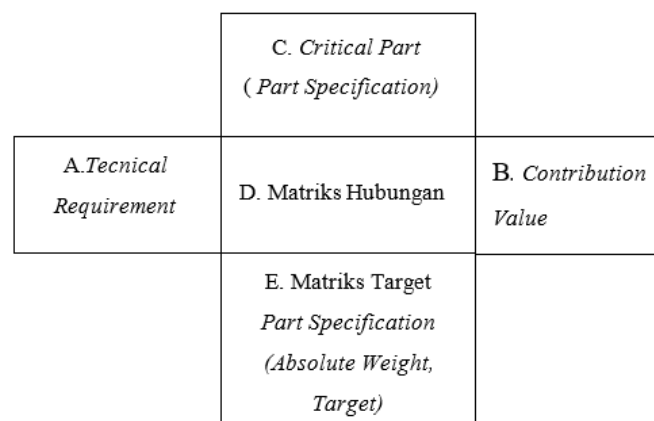 C. Critical Part
( Part Specification)
A.Tecnical
Requirement
D. Matriks Hubungan
B. Contribution
Value
E. Matriks Target
Part Specification
(Absolute Weight,
Target)